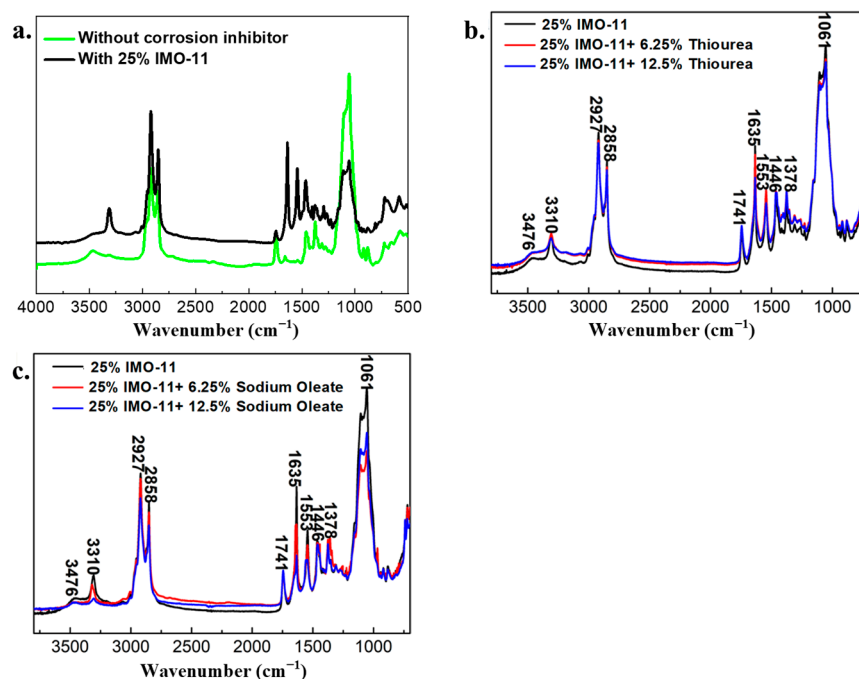 a.
Without corrosion inhibitor
With 25% IMO-11
4000 3500 3000 2500 2000 1500 1000 500
Wavenumber (cm⁻¹)
b.
25% IMO-11
25% IMO-11+ 6.25% Thiourea
25% IMO-11+ 12.5% Thiourea
3476
3310
2927
2858
1741
1635
1553
1446
1378
1061
3500 3000 2500 2000 1500 1000
Wavenumber (cm⁻¹)
c.
25% IMO-11
25% IMO-11+ 6.25% Sodium Oleate
25% IMO-11+ 12.5% Sodium Oleate
3476
3310
2927
2858
1741
1635
1553
1446
1378
1061
3500 3000 2500 2000 1500 1000
Wavenumber (cm⁻¹)